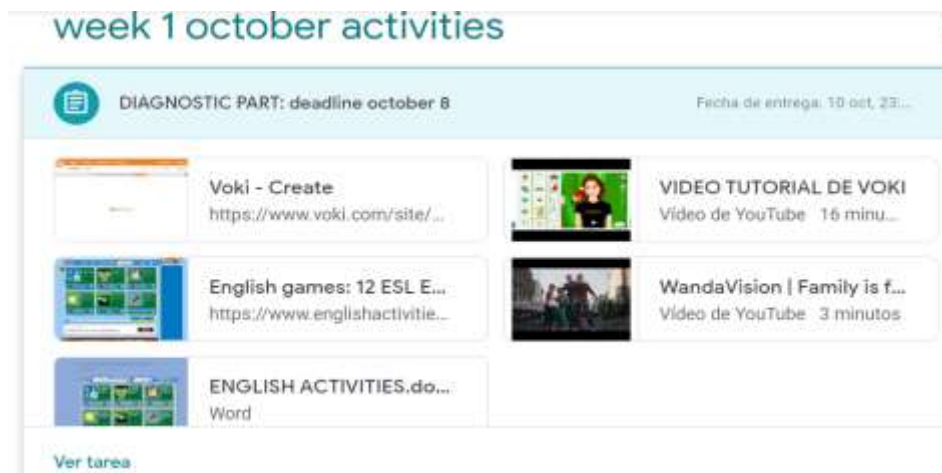 week 1 october activities
DIAGNOSTIC PART: deadline october 8
Fecha de entrega: 10 oct, 23:...
Voki - Create
https://www.voki.com/site/...
VIDEO TUTORIAL DE VOKI
Vídeo de YouTube 16 minu...
English games: 12 ESL E...
https://www.englishactivitie...
WandaVision | Family is f...
Vídeo de YouTube 3 minutos
ENGLISH ACTIVITIES.do...
Word
Ver tarea